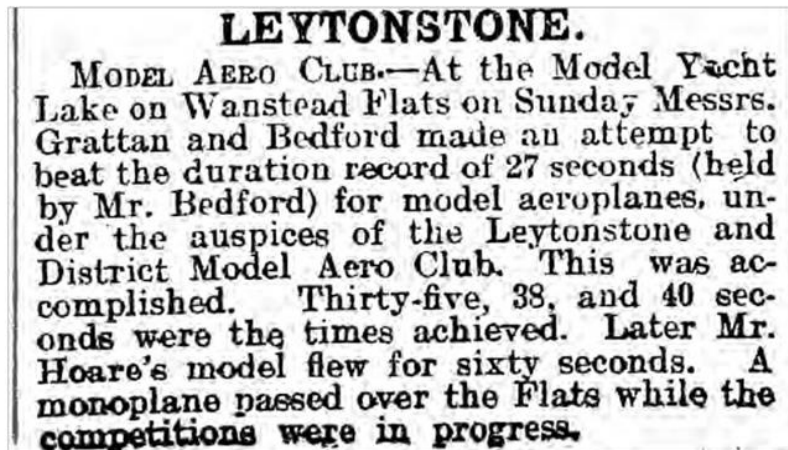 LEYTONSTONE.
MODEL AERO CLUB.—At the Model Yacht
Lake on Wanstead Flats on Sunday Messrs.
Grattan and Bedford made an attempt to
beat the duration record of 27 seconds (held
by Mr. Bedford) for model aeroplanes, un-
der the auspices of the Leytonstone and
District Model Aero Club. This was ac-
complished. Thirty-five, 38, and 40 sec-
onds were the times achieved. Later Mr.
Hoare's model flew for sixty seconds. A
monoplane passed over the Flats while the
competitions were in progress.